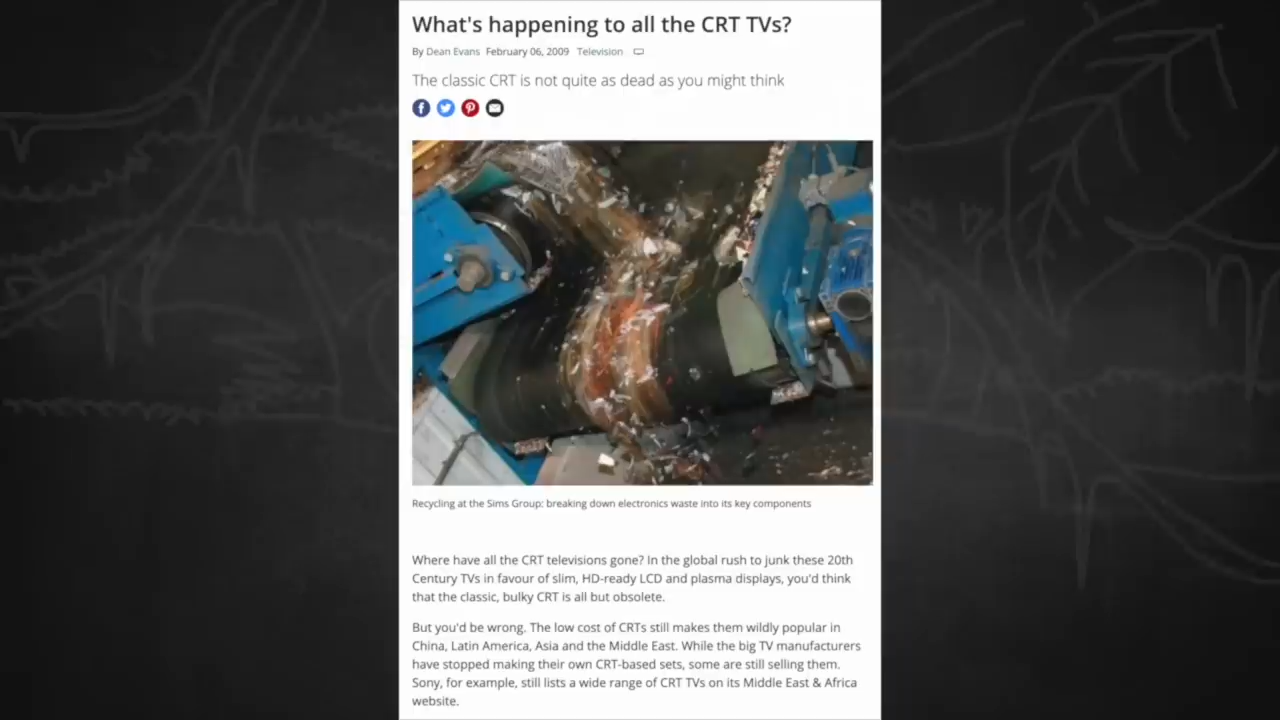 What's happening to all the CRT TVs?
By Dean Evans February 06, 2009 Television
The classic CRT is not quite as dead as you might think
Recycling at the Sims Group: breaking down electronics waste into its key components
Where have all the CRT televisions gone? In the global rush to junk these 20th
Century TVs in favour of slim, HD-ready LCD and plasma displays, you'd think
that the classic, bulky CRT is all but obsolete.
But you'd be wrong. The low cost of CRTs still makes them wildly popular in
China, Latin America, Asia and the Middle East. While the big TV manufacturers
have stopped making their own CRT-based sets, some are still selling them.
Sony, for example, still lists a wide range of CRT TVs on its Middle East & Africa
website.